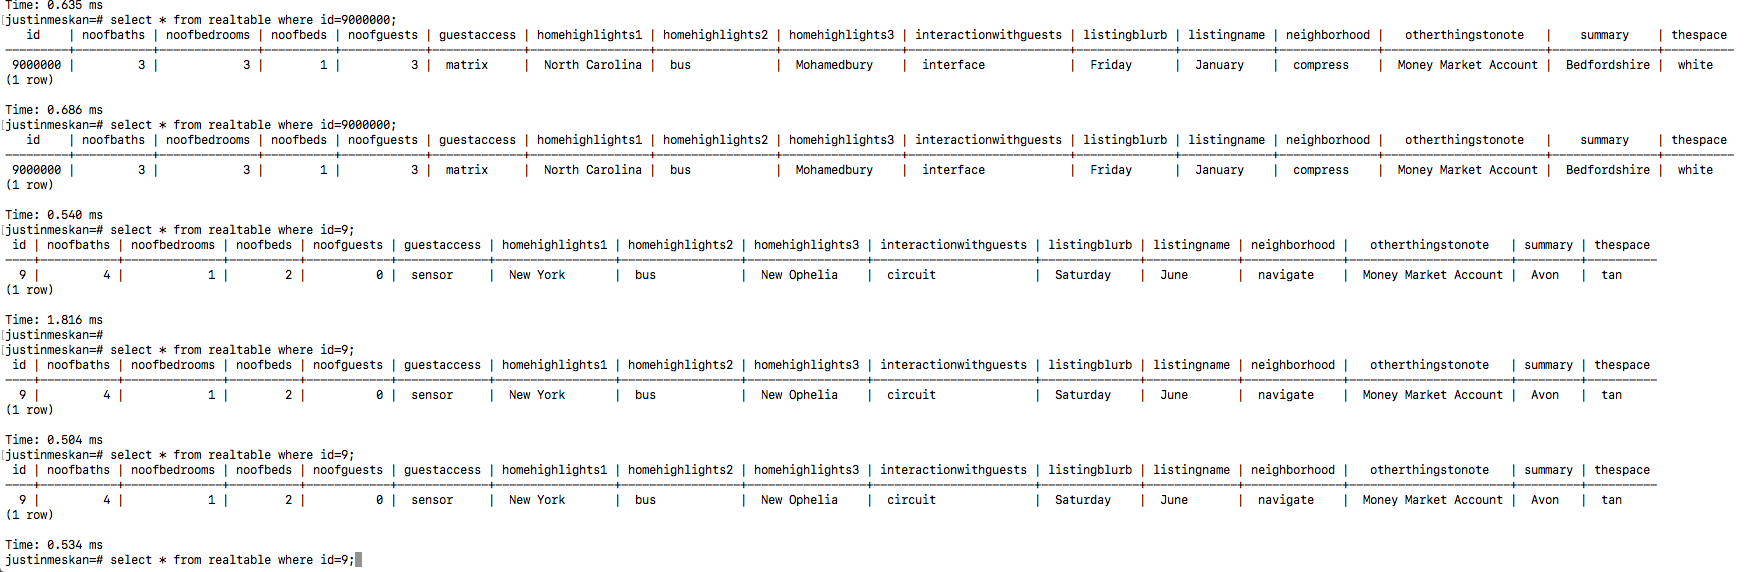 Time: 0.635 ms
[justinmeskan=# select * from realtable where id=9000000;
id | noofbaths | noofbedrooms | noofbeds | noofguests | guestaccess | homehighlights1 | homehighlights2 | homehighlights3 | interactionwithguests | listingblurb | listingname | neighborhood | otherthingstonote | summary | thespace
9000000 | 3 | 3 | 1 | 3 | matrix | North Carolina | bus | Mohamedbury | interface | Friday | January | compress | Money Market Account | Bedfordshire | white
(1 row)
Time: 0.686 ms
[justinmeskan=# select * from realtable where id=9000000;
id | noofbaths | noofbedrooms | noofbeds | noofguests | guestaccess | homehighlights1 | homehighlights2 | homehighlights3 | interactionwithguests | listingblurb | listingname | neighborhood | otherthingstonote | summary | thespace
9000000 | 3 | 3 | 1 | 3 | matrix | North Carolina | bus | Mohamedbury | interface | Friday | January | compress | Money Market Account | Bedfordshire | white
(1 row)
Time: 0.540 ms
[justinmeskan=# select * from realtable where id=9;
id | noofbaths | noofbedrooms | noofbeds | noofguests | guestaccess | homehighlights1 | homehighlights2 | homehighlights3 | interactionwithguests | listingblurb | listingname | neighborhood | otherthingstonote | summary | thespace
9 | 4 | 1 | 2 | 0 | sensor | New York | bus | New Ophelia | circuit | Saturday | June | navigate | Money Market Account | Avon | tan
(1 row)
Time: 1.816 ms
[justinmeskan=#
[justinmeskan=# select * from realtable where id=9;
id | noofbaths | noofbedrooms | noofbeds | noofguests | guestaccess | homehighlights1 | homehighlights2 | homehighlights3 | interactionwithguests | listingblurb | listingname | neighborhood | otherthingstonote | summary | thespace
9 | 4 | 1 | 2 | 0 | sensor | New York | bus | New Ophelia | circuit | Saturday | June | navigate | Money Market Account | Avon | tan
(1 row)
Time: 0.504 ms
[justinmeskan=# select * from realtable where id=9;
id | noofbaths | noofbedrooms | noofbeds | noofguests | guestaccess | homehighlights1 | homehighlights2 | homehighlights3 | interactionwithguests | listingblurb | listingname | neighborhood | otherthingstonote | summary | thespace
9 | 4 | 1 | 2 | 0 | sensor | New York | bus | New Ophelia | circuit | Saturday | June | navigate | Money Market Account | Avon | tan
(1 row)
Time: 0.534 ms
justinmeskan=# select * from realtable where id=9;